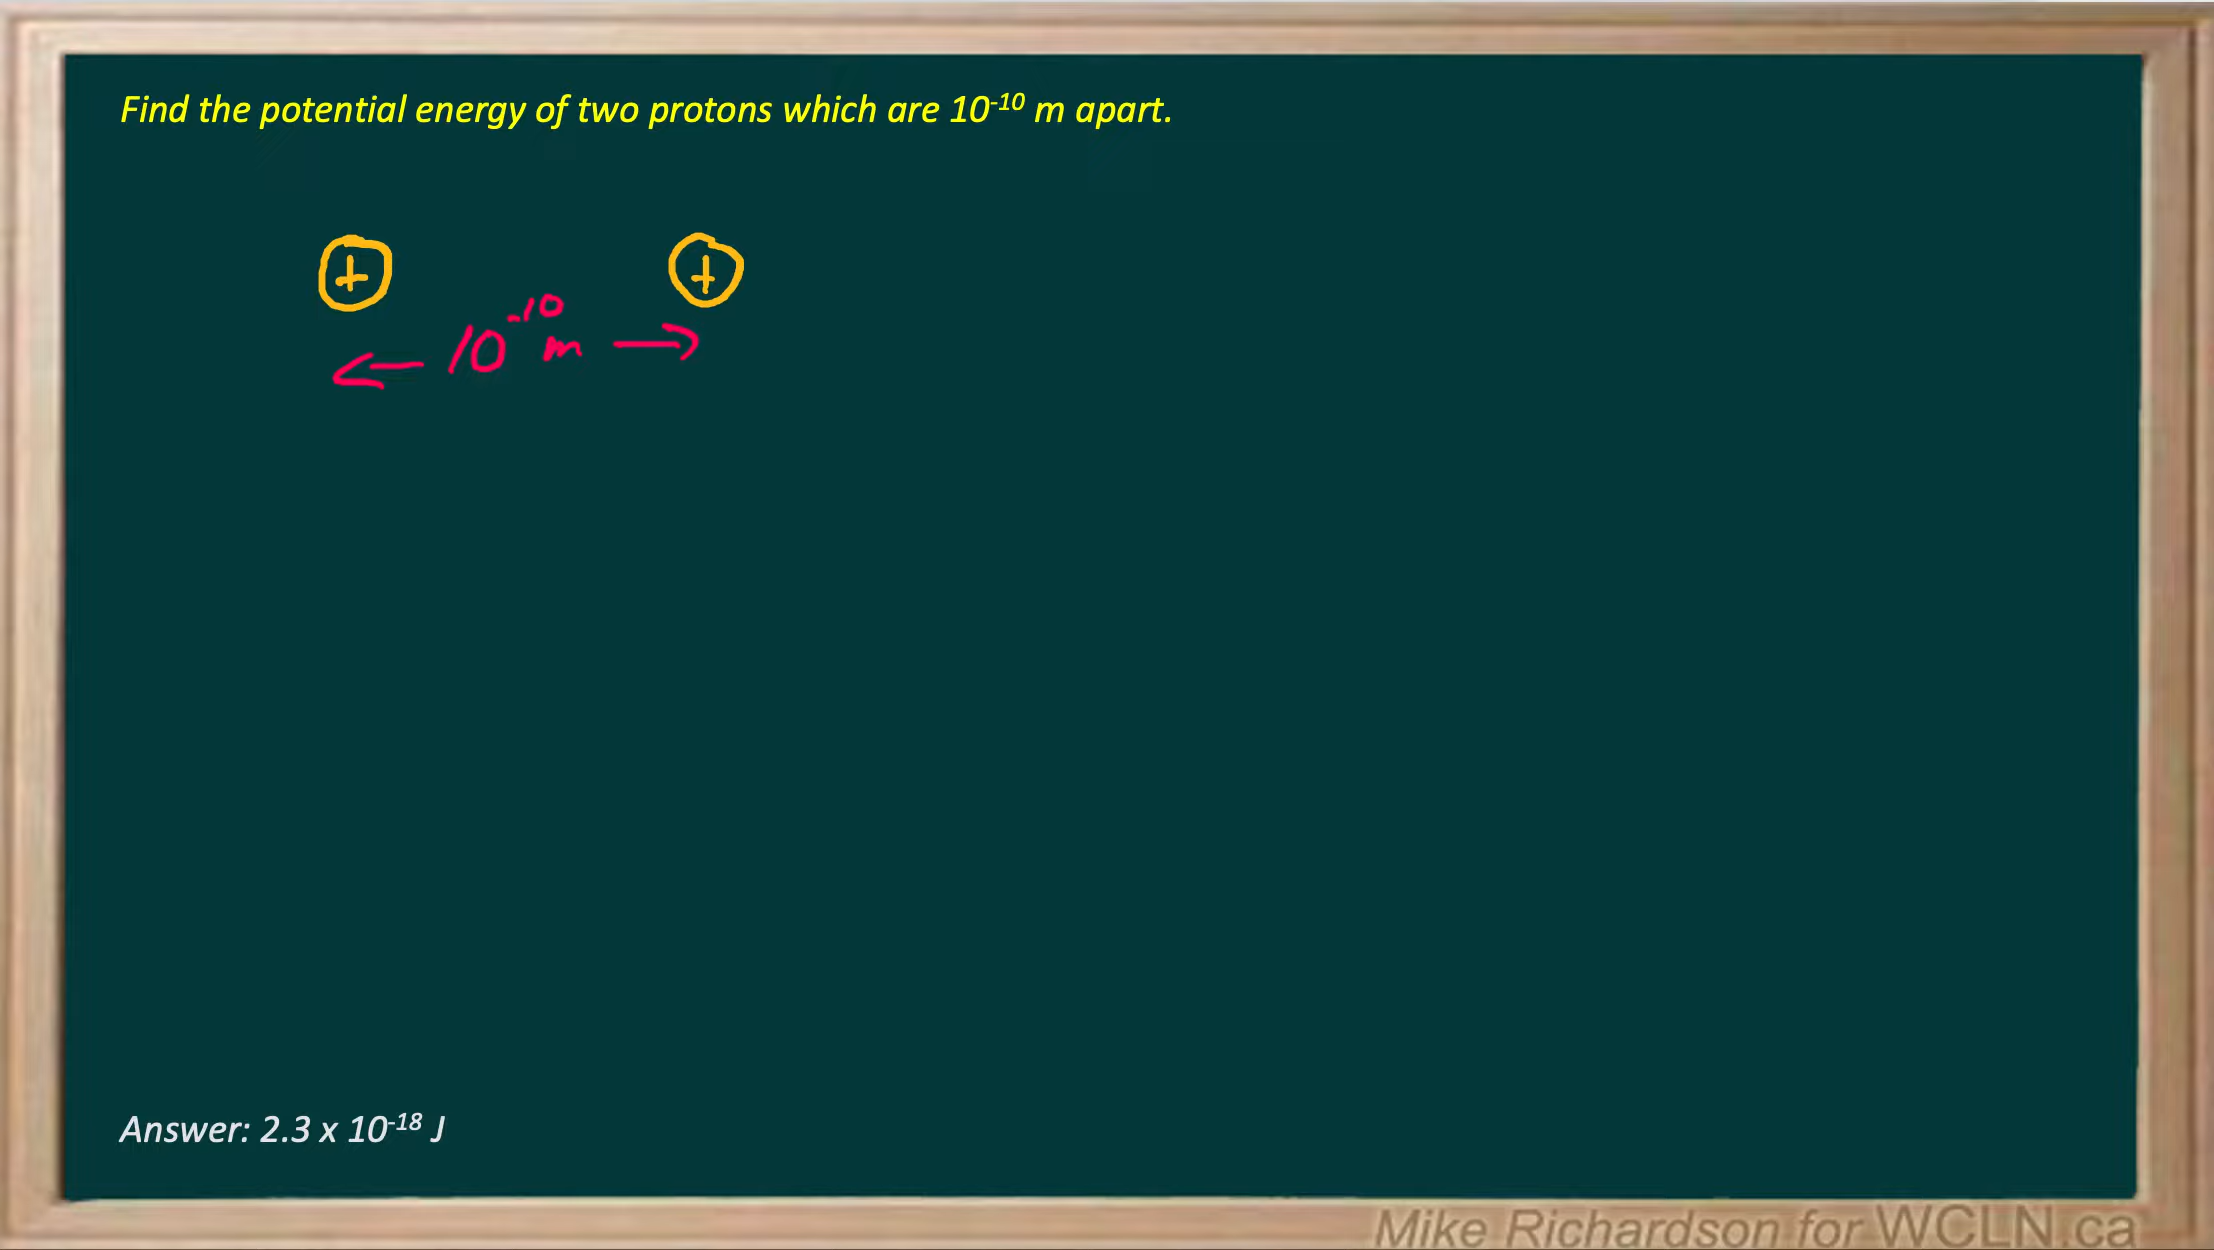 Find the potential energy of two protons which are 10⁻¹⁰ m apart.
+ +
← 10⁻¹⁰ m →
Answer: 2.3 x 10⁻¹⁸ J
Mike Richardson for WCLN.ca